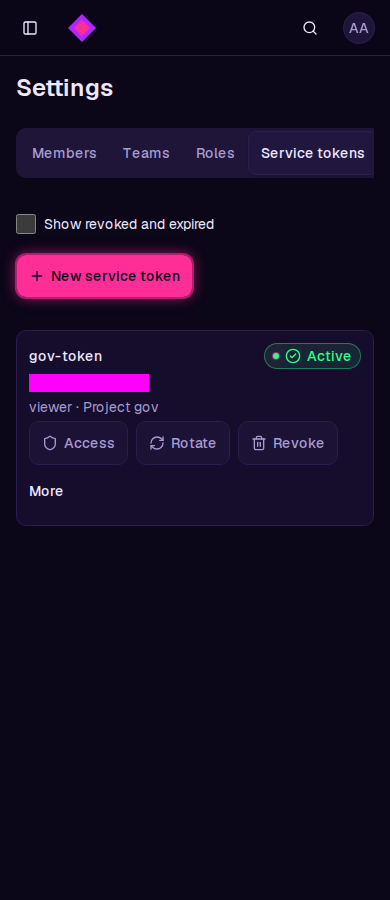 AA
Settings
Members Teams Roles Service tokens
Show revoked and expired
+ New service token
gov-token Active
viewer · Project gov
Access Rotate Revoke
More